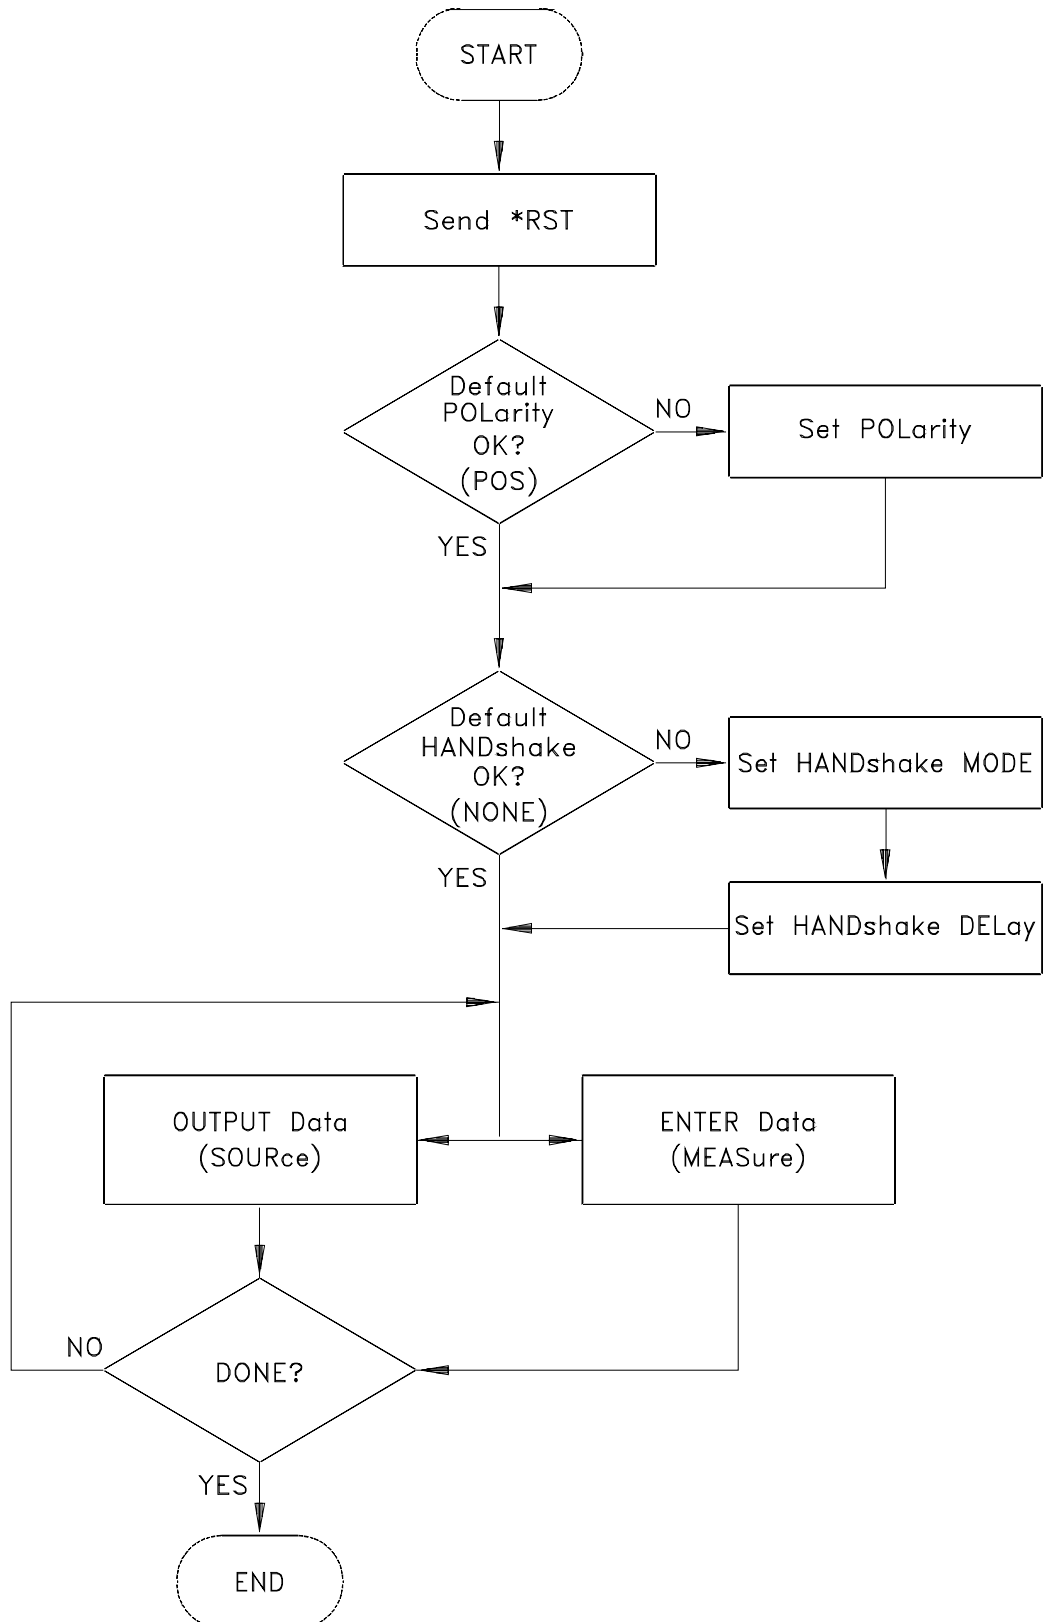 START
Send *RST
Default
POLarity
OK?
(POS)
NO
Set POLarity
YES
Default
HANDshake
OK?
(NONE)
NO
Set HANDshake MODE
YES
Set HANDshake DELay
OUTPUT Data
(SOURce)
ENTER Data
(MEASure)
NO
DONE?
YES
END